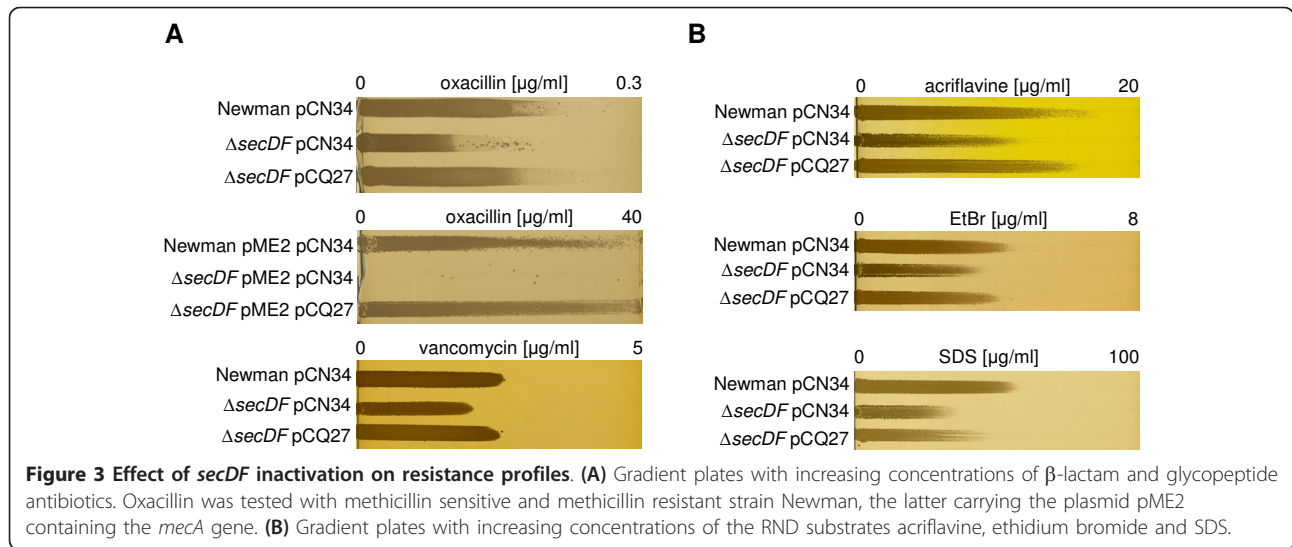 A
0 oxacillin [µg/ml] 0.3
Newman pCN34
ΔsecDF pCN34
ΔsecDF pCQ27
0 oxacillin [µg/ml] 40
Newman pME2 pCN34
ΔsecDF pME2 pCN34
ΔsecDF pME2 pCQ27
0 vancomycin [µg/ml] 5
Newman pCN34
ΔsecDF pCN34
ΔsecDF pCQ27
B
0 acriflavine [µg/ml] 20
Newman pCN34
ΔsecDF pCN34
ΔsecDF pCQ27
0 EtBr [µg/ml] 8
Newman pCN34
ΔsecDF pCN34
ΔsecDF pCQ27
0 SDS [µg/ml] 100
Newman pCN34
ΔsecDF pCN34
ΔsecDF pCQ27
Figure 3 Effect of secDF inactivation on resistance profiles. (A) Gradient plates with increasing concentrations of β-lactam and glycopeptide
antibiotics. Oxacillin was tested with methicillin sensitive and methicillin resistant strain Newman, the latter carrying the plasmid pME2
containing the mecA gene. (B) Gradient plates with increasing concentrations of the RND substrates acriflavine, ethidium bromide and SDS.